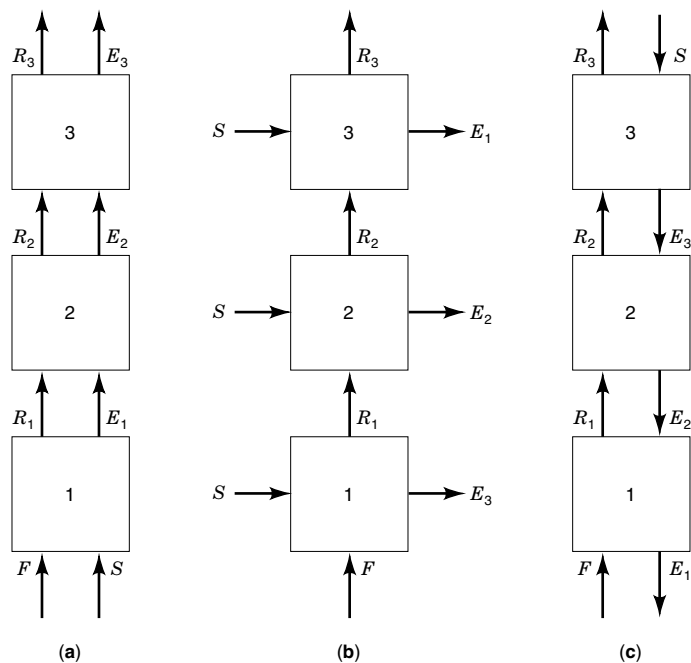 R₃ E₃ R₃ R₃ S
3 S 3 E₁ 3
R₂ E₂ R₂ R₂ E₃
2 S 2 E₂ 2
R₁ E₁ R₁ R₁ E₂
1 S 1 E₃ 1
F S F F E₁
(a) (b) (c)